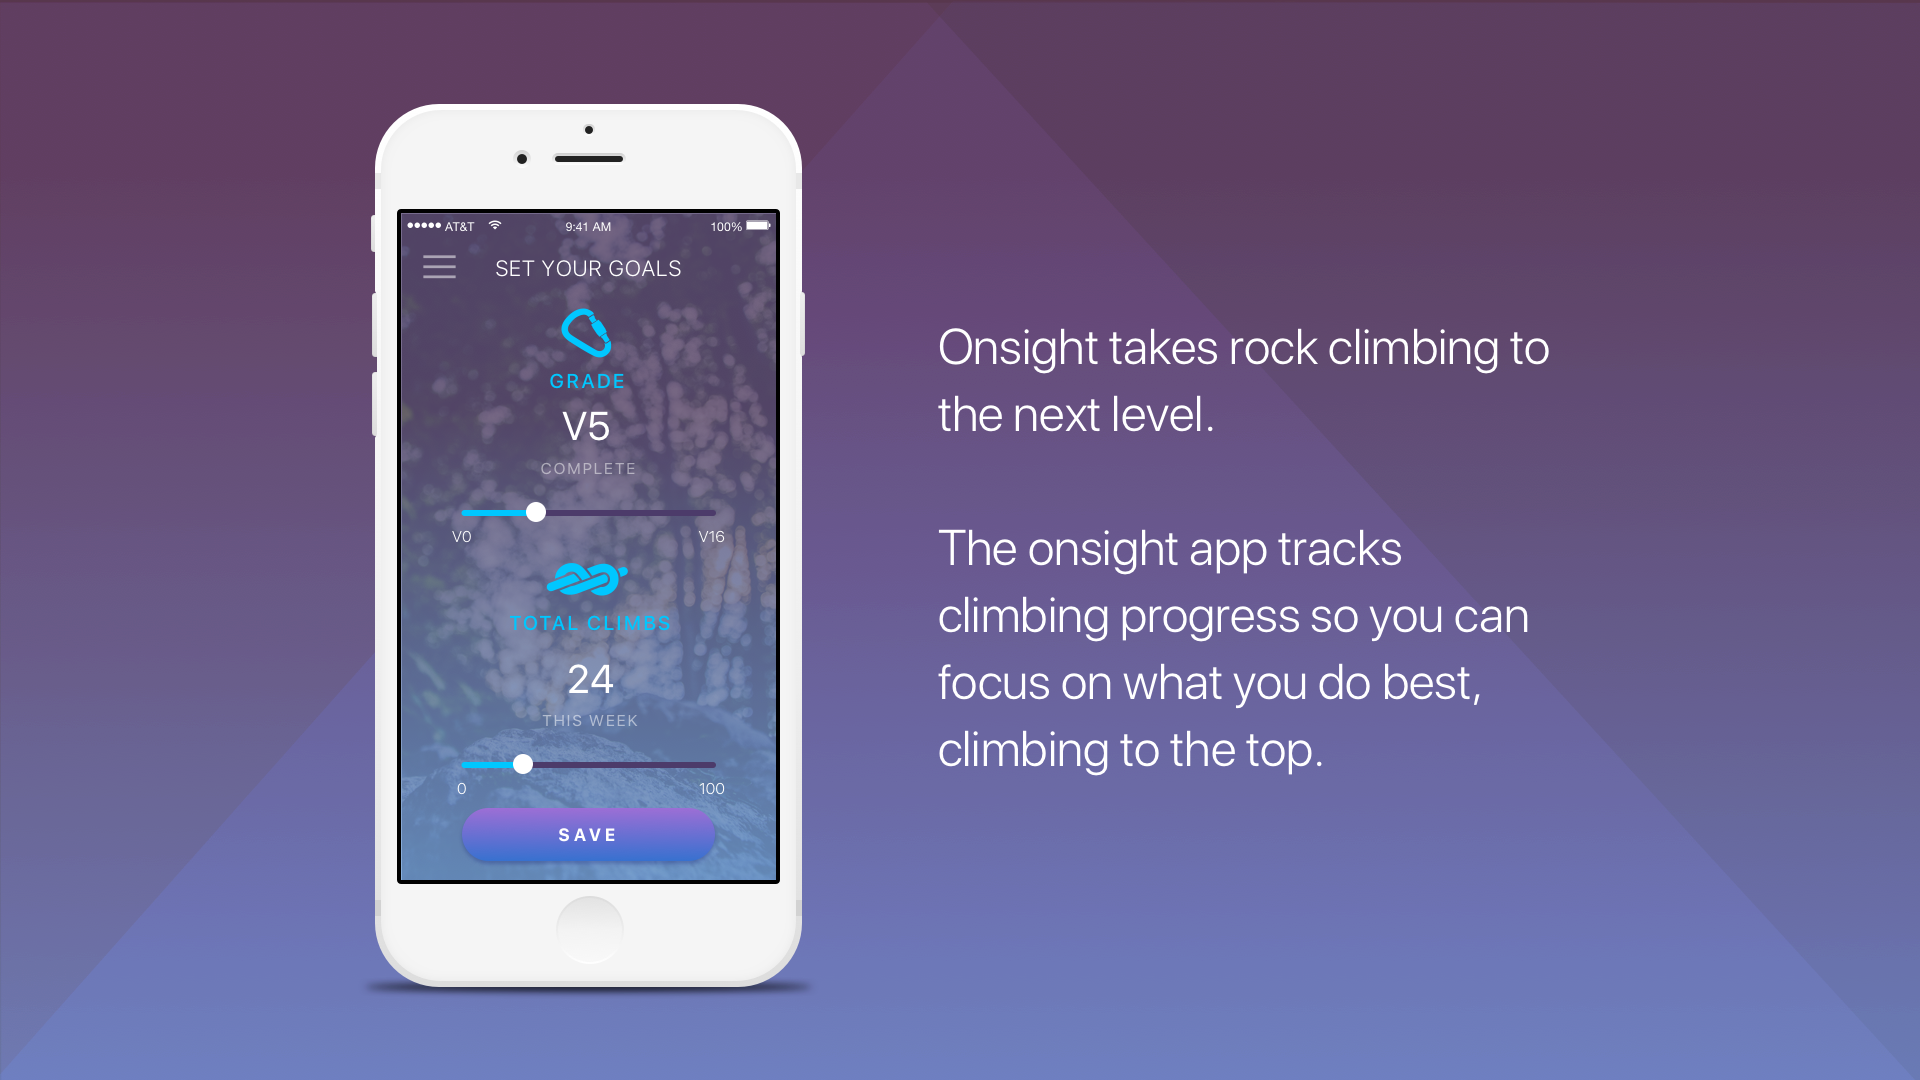 AT&T
9:41 AM
100%
SET YOUR GOALS
GRADE
V5
COMPLETE
V0
V16
TOTAL CLIMBS
24
THIS WEEK
0
100
SAVE
Onsight takes rock climbing to
the next level.
The onsight app tracks
climbing progress so you can
focus on what you do best,
climbing to the top.